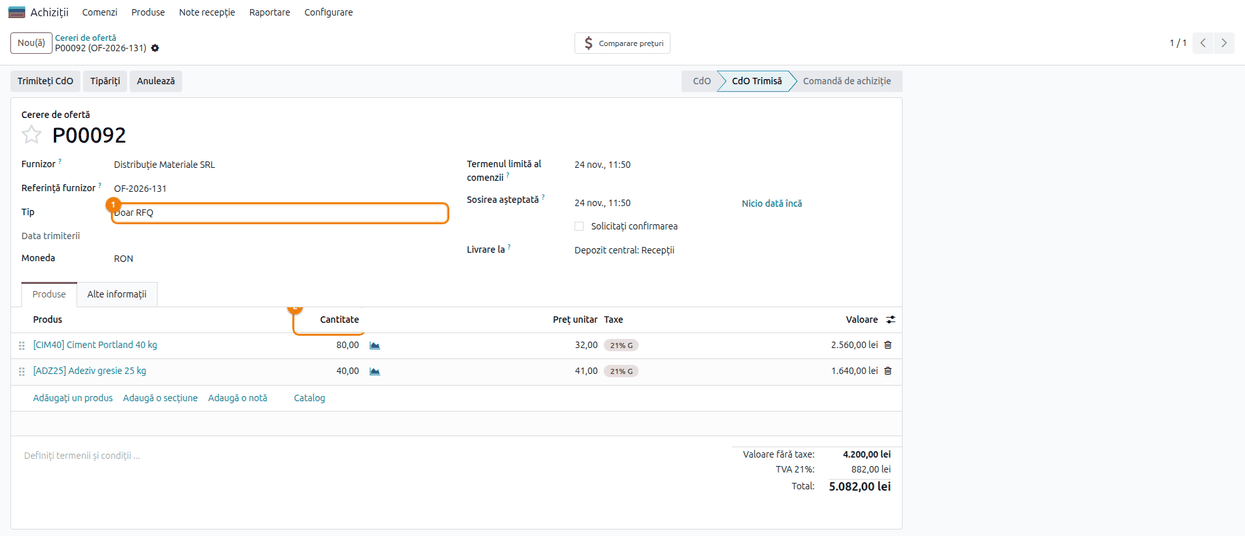 Achiziții Comenzi Produse Note recepție Raportare Configurare
Nou(ă) Cereri de ofertă
P00092 (OF-2026-131)
Comparare prețuri
1 / 1
Trimiteți CdO Tipăriți Anulează
CdO CdO Trimisă Comandă de achiziție
Cerere de ofertă
P00092
Furnizor ? Distribuție Materiale SRL
Termenul limită al comenzii ? 24 nov., 11:50
Referință furnizor ? OF-2026-131
Sosirea așteptată ? 24 nov., 11:50 Nicio dată încă
1
Tip Doar RFQ
Solicitați confirmarea
Data trimiterii
Livrare la ? Depozit central: Recepții
Moneda RON
Produse Alte informații
Produs Cantitate Preț unitar Taxe Valoare
[CIM40] Ciment Portland 40 kg 80,00 32,00 21% G 2.560,00 lei
[ADZ25] Adeziv gresie 25 kg 40,00 41,00 21% G 1.640,00 lei
Adăugați un produs Adaugă o secțiune Adaugă o notă Catalog
Definiți termenii și condiții ...
Valoare fără taxe: 4.200,00 lei
TVA 21%: 882,00 lei
Total: 5.082,00 lei